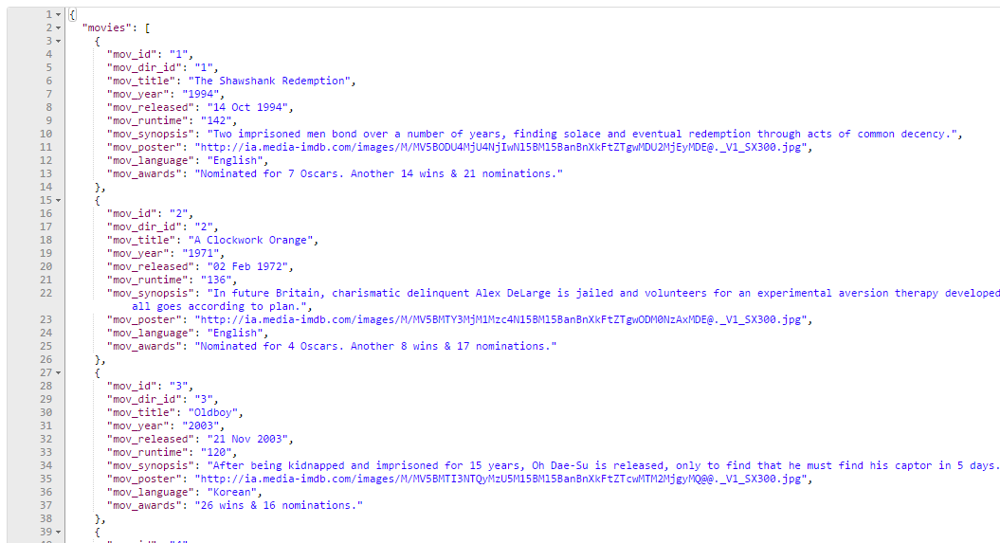 1 {
2 "movies": [
3 {
4 "mov_id": "1",
5 "mov_dir_id": "1",
6 "mov_title": "The Shawshank Redemption",
7 "mov_year": "1994",
8 "mov_released": "14 Oct 1994",
9 "mov_runtime": "142",
10 "mov_synopsis": "Two imprisoned men bond over a number of years, finding solace and eventual redemption through acts of common decency.",
11 "mov_poster": "http://ia.media-imdb.com/images/M/MV5BODU4MjU4NjIwNl5BMl5BanBnXkFtZTgwMDU2MjEyMDE@._V1_SX300.jpg",
12 "mov_language": "English",
13 "mov_awards": "Nominated for 7 Oscars. Another 14 wins & 21 nominations."
14 },
15 {
16 "mov_id": "2",
17 "mov_dir_id": "2",
18 "mov_title": "A Clockwork Orange",
19 "mov_year": "1971",
20 "mov_released": "02 Feb 1972",
21 "mov_runtime": "136",
22 "mov_synopsis": "In future Britain, charismatic delinquent Alex DeLarge is jailed and volunteers for an experimental aversion therapy developed
all goes according to plan.",
23 "mov_poster": "http://ia.media-imdb.com/images/M/MV5BMTY3MjM1Mzc4N15BMl5BanBnXkFtZTgwODM0NzAxMDE@._V1_SX300.jpg",
24 "mov_language": "English",
25 "mov_awards": "Nominated for 4 Oscars. Another 8 wins & 17 nominations."
26 },
27 {
28 "mov_id": "3",
29 "mov_dir_id": "3",
30 "mov_title": "Oldboy",
31 "mov_year": "2003",
32 "mov_released": "21 Nov 2003",
33 "mov_runtime": "120",
34 "mov_synopsis": "After being kidnapped and imprisoned for 15 years, Oh Dae-Su is released, only to find that he must find his captor in 5 days.
35 "mov_poster": "http://ia.media-imdb.com/images/M/MV5BMTI3NTQyMzU5M15BMl5BanBnXkFtZTcwMTM2MjgyMQ@@._V1_SX300.jpg",
36 "mov_language": "Korean",
37 "mov_awards": "26 wins & 16 nominations."
38 },
39 {